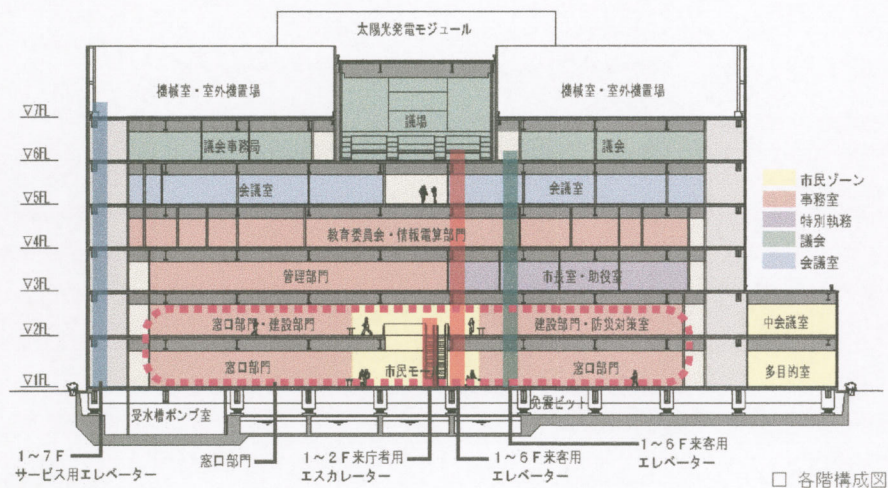 太陽光発電モジュール
機械室・室外機置場
機械室・室外機置場
▽7FL
議場
議会事務局
議会
▽6FL
市民ゾーン
会議室
会議室
事務室
▽5FL
特別執務
議会
教育委員会・情報電算部門
▽4FL
会議室
管理部門
市長室・助役室
▽3FL
窓口部門・建設部門
建設部門・防災対策室
中会議室
▽2FL
窓口部門
市民モール
窓口部門
多目的室
▽1FL
受水槽ポンプ室
免震ピット
1～7F
サービス用エレベーター
窓口部門
1～2F来庁者用
エスカレーター
1～6F来客用
エレベーター
1～6F来客用
エレベーター
□ 各階構成図